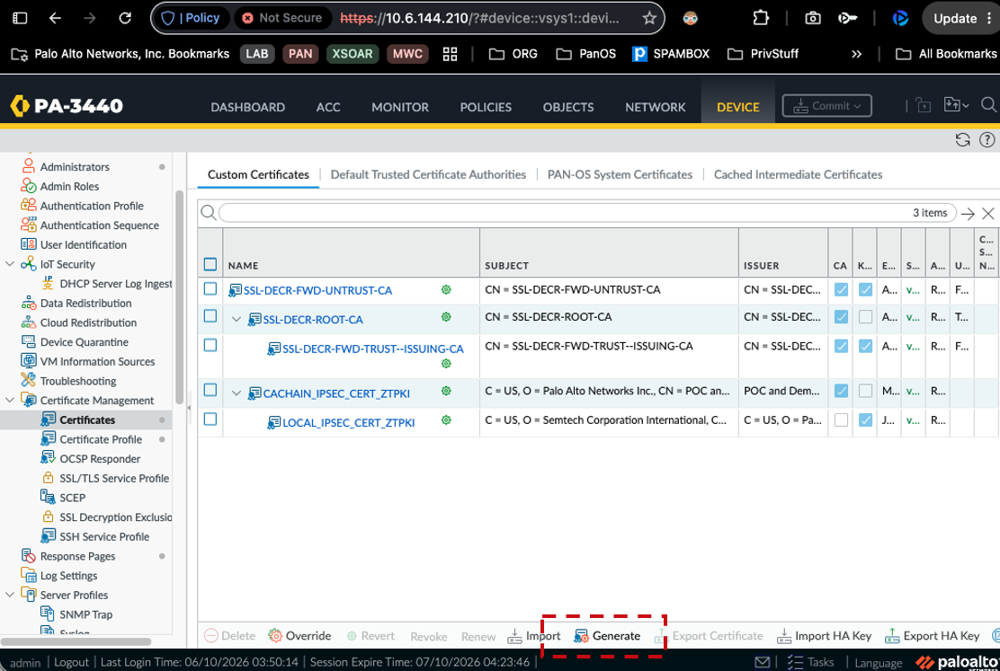 | Policy
Not Secure
https://10.6.144.210/?#device::vsys1::devi...
Update
Palo Alto Networks, Inc. Bookmarks
LAB
PAN
XSOAR
MWC
ORG
PanOS
SPAMBOX
PrivStuff
»
All Bookmarks
PA-3440
DASHBOARD
ACC
MONITOR
POLICIES
OBJECTS
NETWORK
DEVICE
Commit
Administrators
Admin Roles
Authentication Profile
Authentication Sequence
User Identification
IoT Security
DHCP Server Log Ingest
Data Redistribution
Cloud Redistribution
Device Quarantine
VM Information Sources
Troubleshooting
Certificate Management
Certificates
Certificate Profile
OCSP Responder
SSL/TLS Service Profile
SCEP
SSL Decryption Exclusio
SSH Service Profile
Response Pages
Log Settings
Server Profiles
SNMP Trap
Syslog
Custom Certificates
Default Trusted Certificate Authorities
PAN-OS System Certificates
Cached Intermediate Certificates
3 items
NAME SUBJECT ISSUER CA K... E... S... A... U... C... S... N...
SSL-DECR-FWD-UNTRUST-CA CN = SSL-DECR-FWD-UNTRUST-CA CN = SSL-DEC... A... v... R... F...
SSL-DECR-ROOT-CA CN = SSL-DECR-ROOT-CA CN = SSL-DEC... A... v... R... T...
SSL-DECR-FWD-TRUST--ISSUING-CA CN = SSL-DECR-FWD-TRUST--ISSUING-CA CN = SSL-DEC... A... v... R... F...
CACHAIN_IPSEC_CERT_ZTPKI C = US, O = Palo Alto Networks Inc., CN = POC an... POC and Dem... M... v... R...
LOCAL_IPSEC_CERT_ZTPKI C = US, O = Semtech Corporation International, C... C = US, O = Pa... J... v... R...
Delete
Override
Revert
Revoke
Renew
Import
Generate
Export Certificate
Import HA Key
Export HA Key
admin | Logout | Last Login Time: 06/10/2026 03:50:14 | Session Expire Time: 07/10/2026 04:23:46 |
Tasks | Language
paloalto
NETWORKS